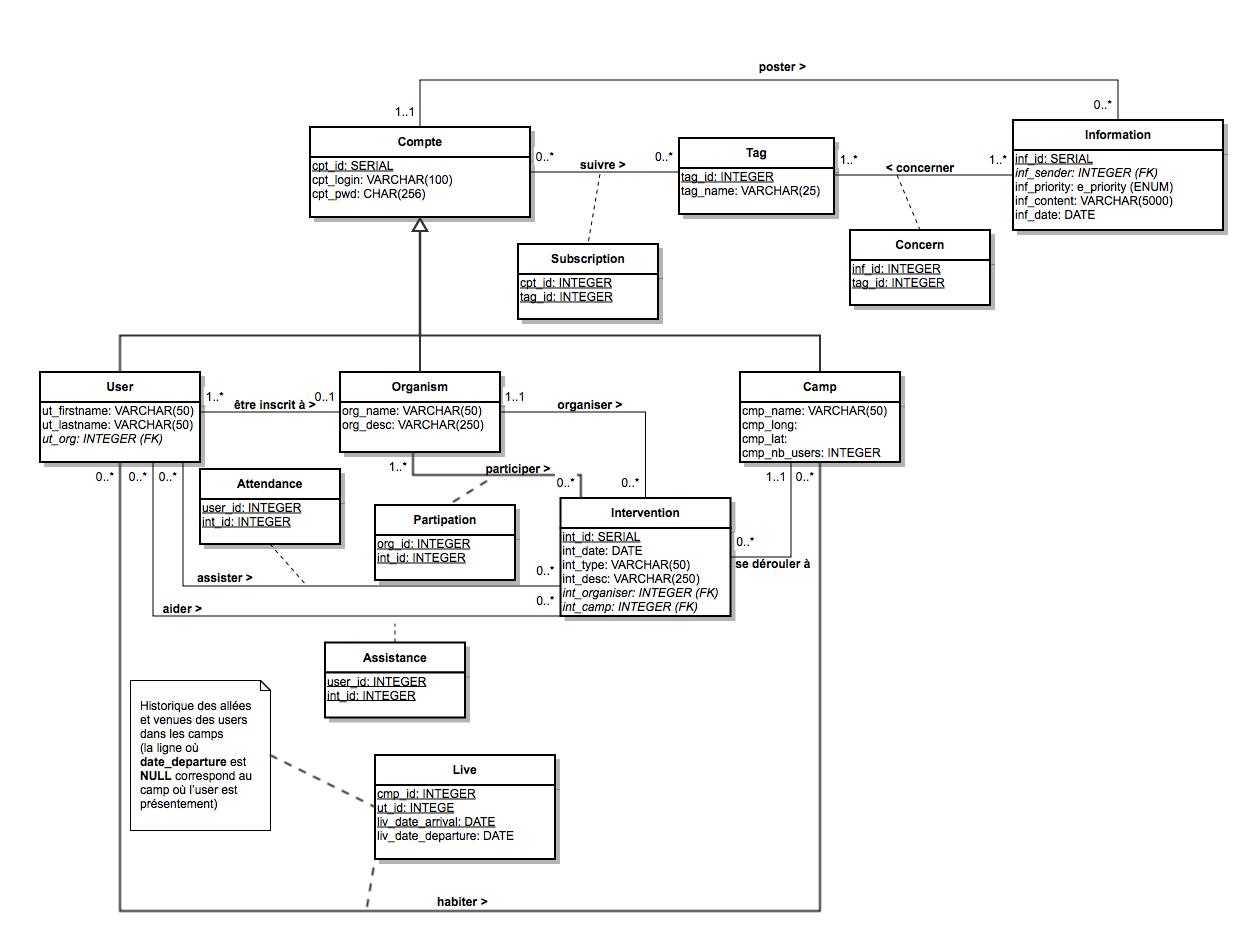 poster >
1..1
0..*
Compte
cpt_id: SERIAL
cpt_login: VARCHAR(100)
cpt_pwd: CHAR(256)
0..*
suivre >
0..*
Tag
tag_id: INTEGER
tag_name: VARCHAR(25)
1..*
< concerner
1..*
Information
inf_id: SERIAL
inf_sender: INTEGER (FK)
inf_priority: e_priority (ENUM)
inf_content: VARCHAR(5000)
inf_date: DATE
Subscription
cpt_id: INTEGER
tag_id: INTEGER
Concern
inf_id: INTEGER
tag_id: INTEGER
User
ut_firstname: VARCHAR(50)
ut_lastname: VARCHAR(50)
ut_org: INTEGER (FK)
1..*
être inscrit à >
0..1
Organism
org_name: VARCHAR(50)
org_desc: VARCHAR(250)
1..1
organiser >
Camp
cmp_name: VARCHAR(50)
cmp_long:
cmp_lat:
cmp_nb_users: INTEGER
0..*
0..*
0..*
1..*
participer >
0..*
0..*
1..1
0..*
Attendance
user_id: INTEGER
int_id: INTEGER
Partipation
org_id: INTEGER
int_id: INTEGER
Intervention
int_id: SERIAL
int_date: DATE
int_type: VARCHAR(50)
int_desc: VARCHAR(250)
int_organiser: INTEGER (FK)
int_camp: INTEGER (FK)
0..*
se dérouler à
assister >
0..*
aider >
0..*
Assistance
user_id: INTEGER
int_id: INTEGER
Historique des allées
et venues des users
dans les camps
(la ligne où
date_departure est
NULL correspond au
camp où l'user est
présentement)
Live
cmp_id: INTEGER
ut_id: INTEGE
liv_date_arrival: DATE
liv_date_departure: DATE
habiter >